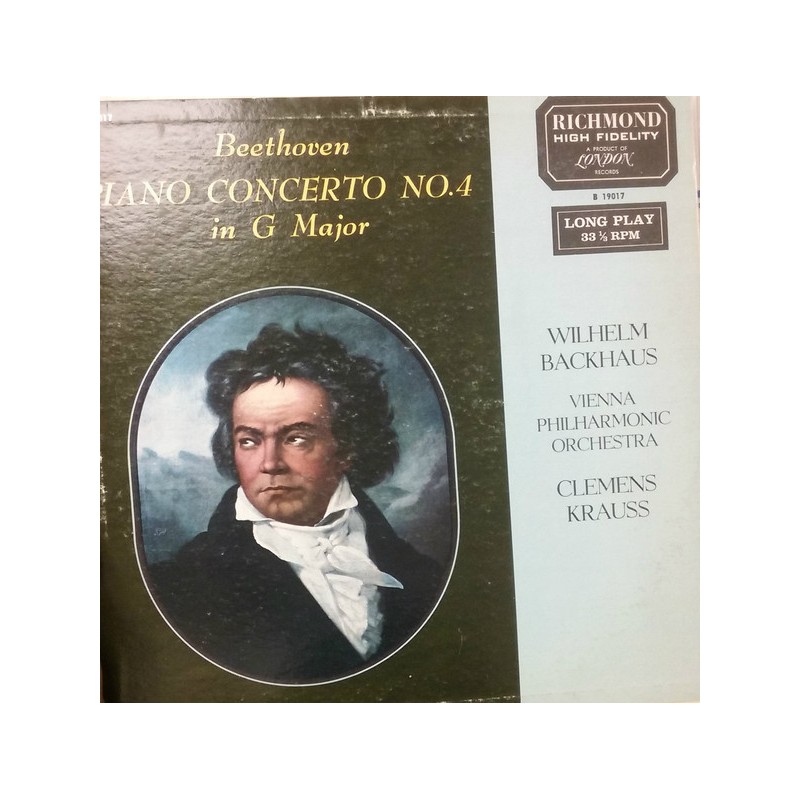 Beethoven
PIANO CONCERTO NO.4
in G Major
RICHMOND
HIGH FIDELITY
A PRODUCT OF
LONDON
RECORDS
B 19017
LONG PLAY
33 ⅓ RPM
WILHELM
BACKHAUS
VIENNA
PHILHARMONIC
ORCHESTRA
CLEMENS
KRAUSS